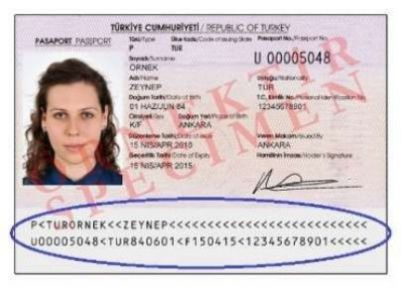 TÜRKİYE CUMHURİYETİ / REPUBLIC OF TURKEY
PASAPORT PASSPORT
Türü/Type Ülke Kodu/Code of Issuing State Pasaport No./Passport No.
P TUR U 00005048
Soyadı/Surname
ÖRNEK
Adı/Name Uyruğu/Nationality
ZEYNEP TUR
Doğum Tarihi/Date of Birth T.C. Kimlik No./Personal Identification No.
01 HAZ/JUN 84 12345678901
Cinsiyeti/Sex Doğum Yeri/Place of Birth
K/F ANKARA
Düzenleme Tarihi/Date of Issue Veren Makam/Issued by
15 NİS/APR 2010 ANKARA
Geçerlilik Tarihi/Date of Expiry Hamilinin İmzası/Holder's Signature
15 NİS/APR 2015
ÖRNEKTİR
SPECIMEN
P<TURORNEK<<ZEYNEP<<<<<<<<<<<<<<<<<<<<<<<<<<
U00005048<TUR840601<F150415<12345678901<<<<<